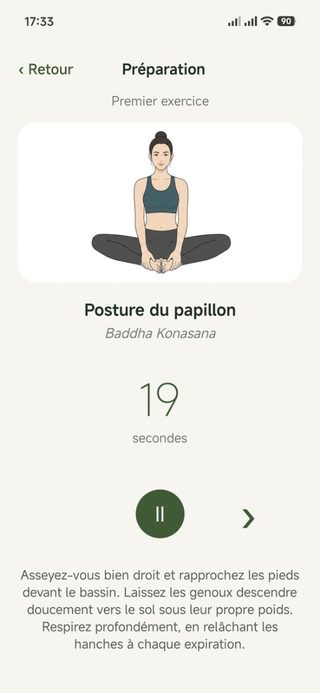 17:33
90
‹ Retour
Préparation
Premier exercice
Posture du papillon
Baddha Konasana
19
secondes
Asseyez-vous bien droit et rapprochez les pieds
devant le bassin. Laissez les genoux descendre
doucement vers le sol sous leur propre poids.
Respirez profondément, en relâchant les
hanches à chaque expiration.